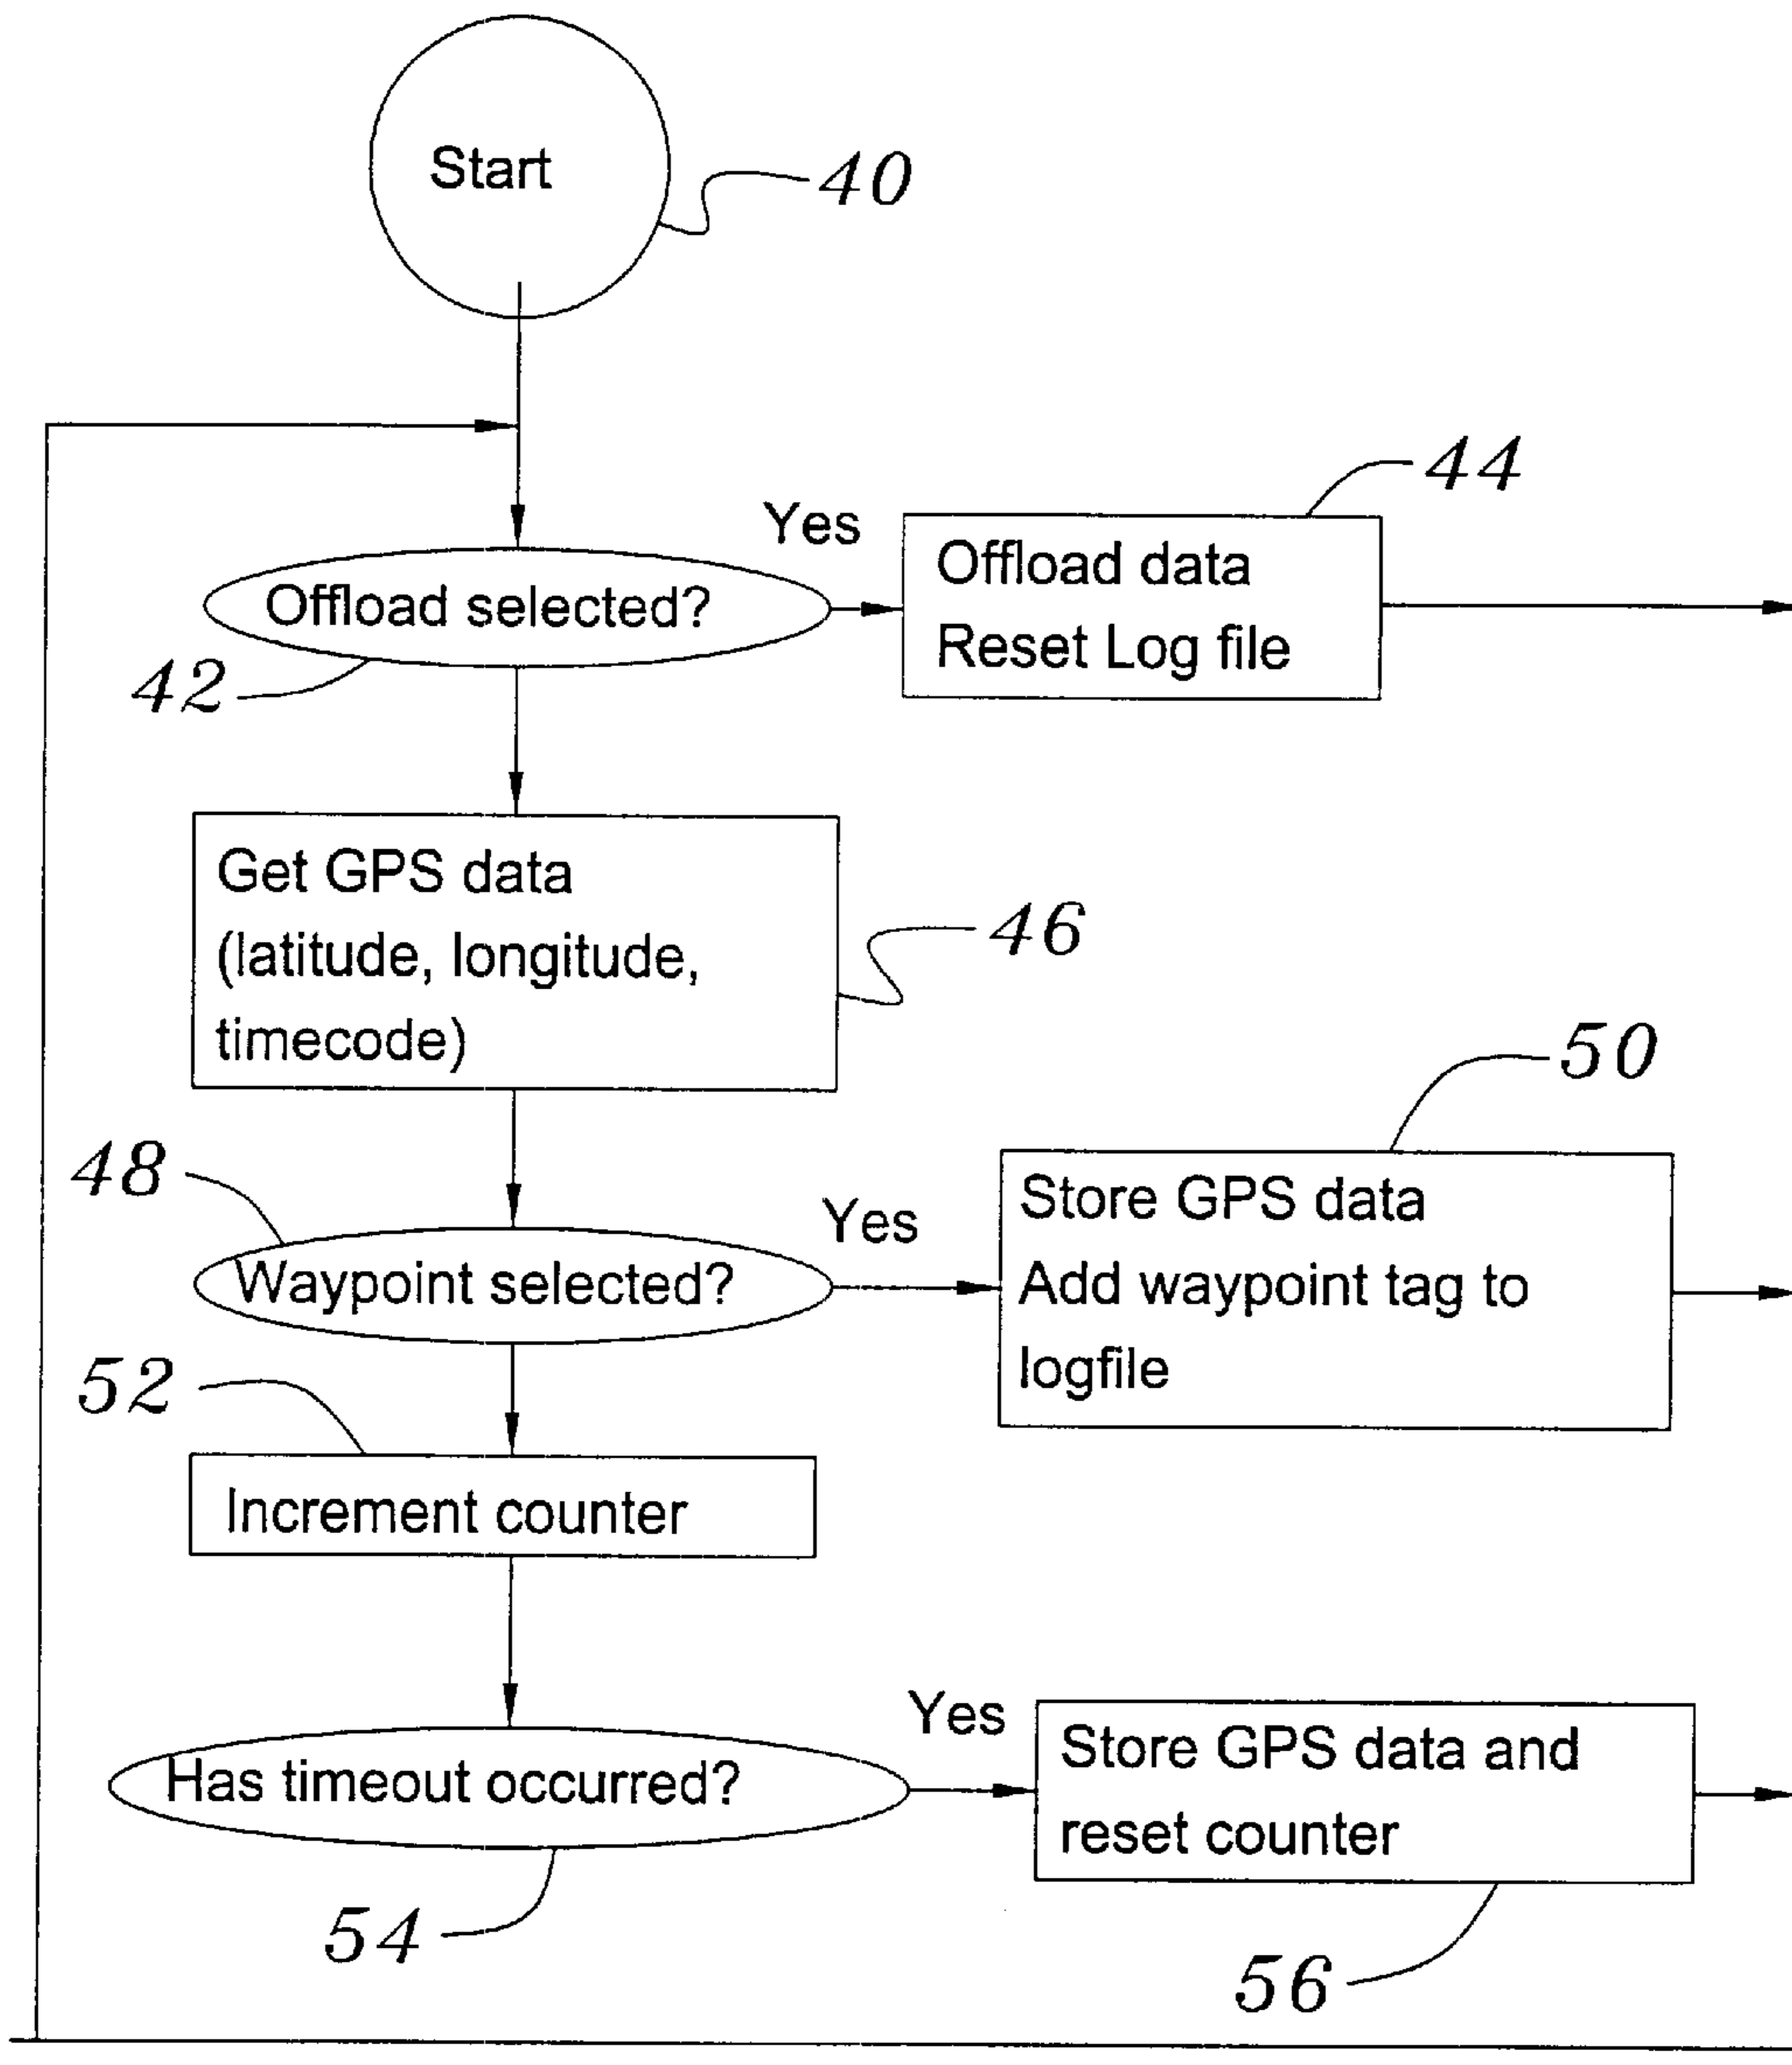 Start
40
Yes
44
Offload selected?
Offload data
Reset Log file
42
Get GPS data
(latitude, longitude,
timecode)
46
50
48
Yes
Waypoint selected?
Store GPS data
Add waypoint tag to
logfile
52
Increment counter
Yes
Has timeout occurred?
Store GPS data and
reset counter
54
56